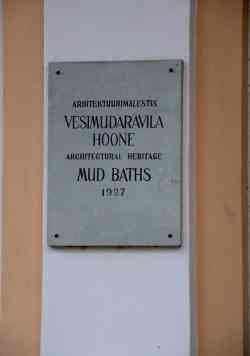 ARHITEKTUURIMÄLESTIS
VESIMUDARAVILA
HOONE
ARCHITECTURAL HERITAGE
MUD BATHS
1927